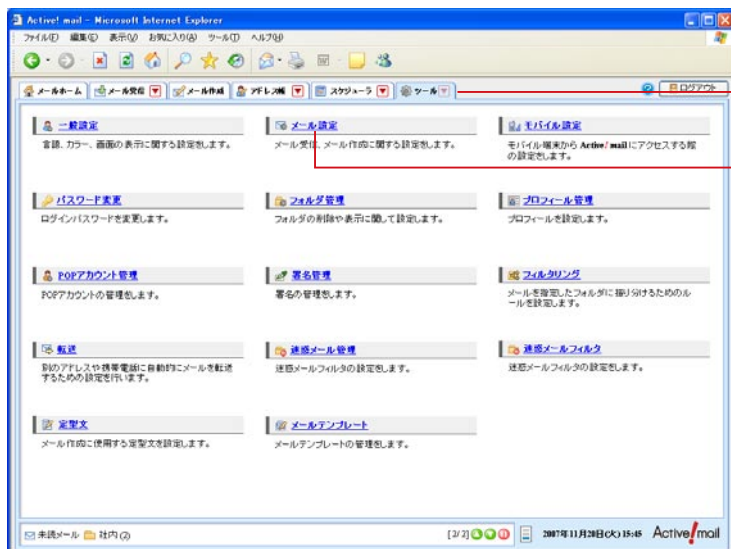 Active! mail - Microsoft Internet Explorer
ファイル(F) 編集(E) 表示(V) お気に入り(A) ツール(T) ヘルプ(H)
メールホーム メール受信 メール作成 アドレス帳 スケジューラ ツール ログアウト
一般設定 メール設定 モバイル設定
言語、カラー、画面の表示に関する設定をします。 メール受信、メール作成に関する設定をします。 モバイル端末から Active! mail にアクセスする際
の設定をします。
パスワード変更 フォルダ管理 プロフィール管理
ログインパスワードを変更します。 フォルダの削除や表示に関して設定します。 プロフィールを設定します。
POPアカウント管理 署名管理 フィルタリング
POPアカウントの管理をします。 署名の管理をします。 メールを指定したフォルダに振り分けるためのル
ールを設定します。
転送 迷惑メール管理 迷惑メールフィルタ
別のアドレスや携帯電話に自動的にメールを転送
するための設定を行います。 迷惑メールフィルタの設定をします。 迷惑メールフィルタの設定をします。
定型文 メールテンプレート
メール作成に使用する定型文を設定します。 メールテンプレートの管理をします。
未読メール 社内(2) [2/2] 2007年11月20日(火) 15:45 Active! mail